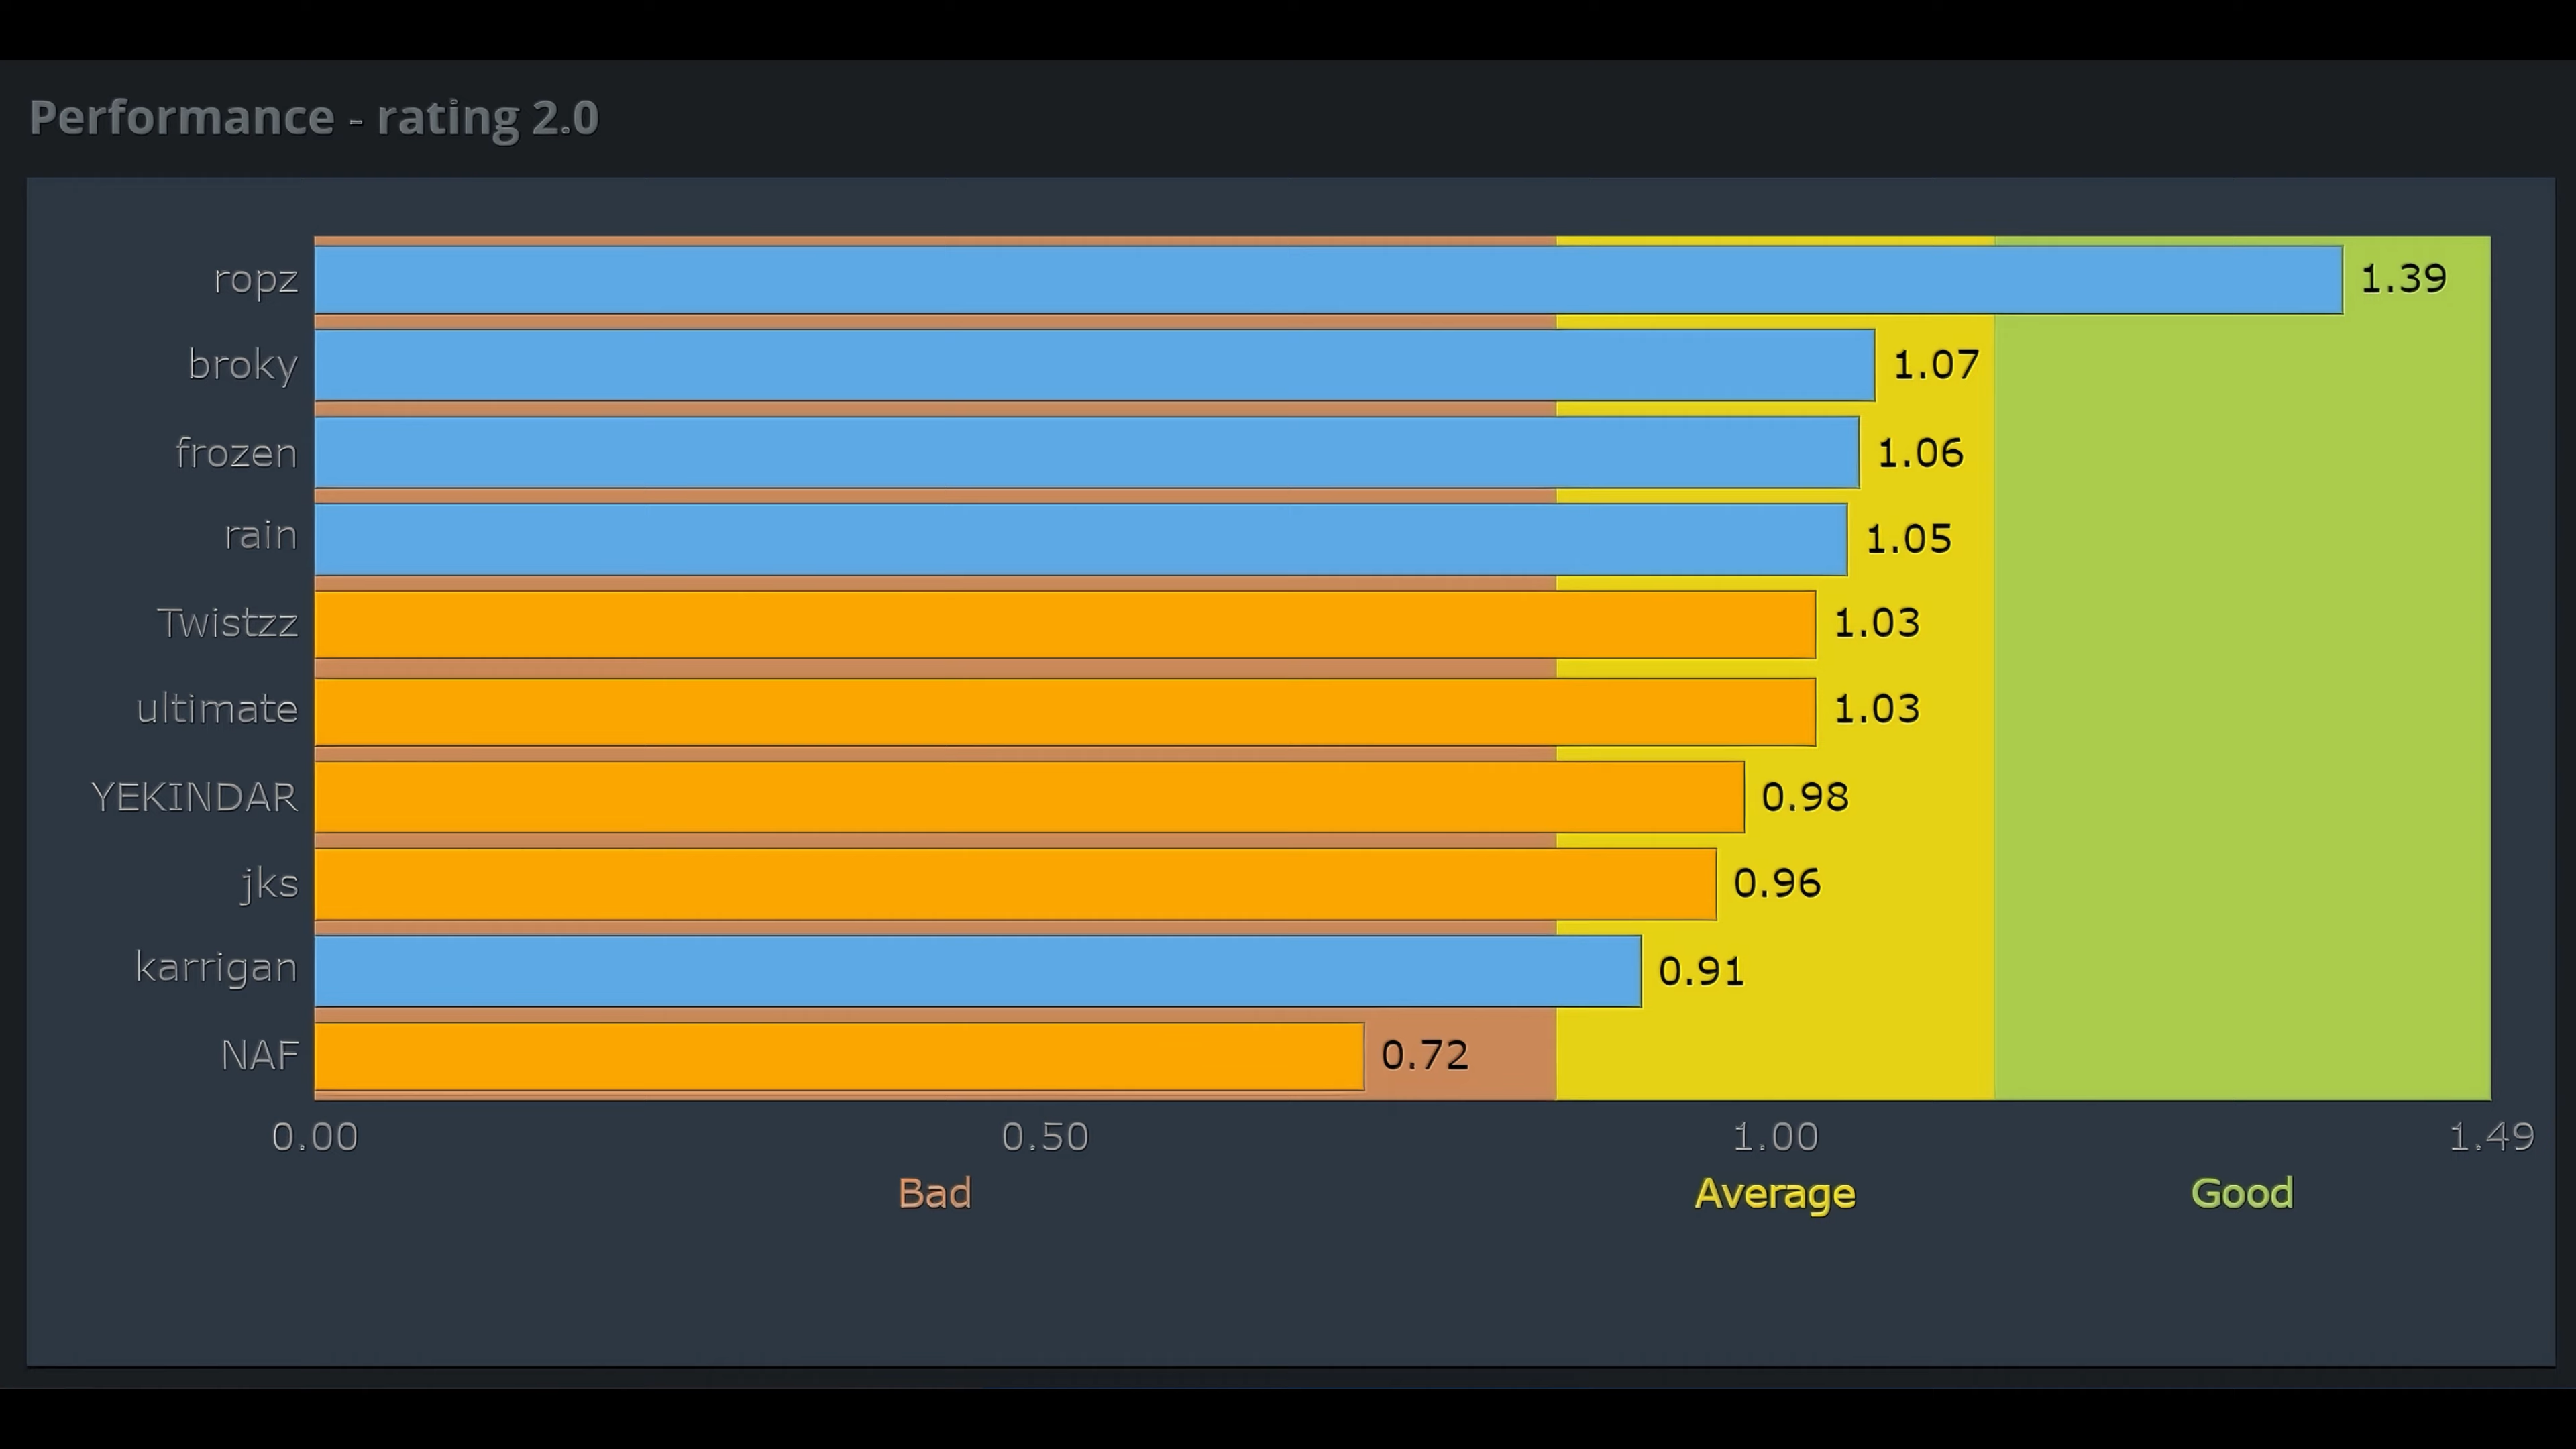 Performance - rating 2.0
ropz 1.39
broky 1.07
frozen 1.06
rain 1.05
Twistzz 1.03
ultimate 1.03
YEKINDAR 0.98
jks 0.96
karrigan 0.91
NAF 0.72
0.00 0.50 1.00 1.49
Bad Average Good